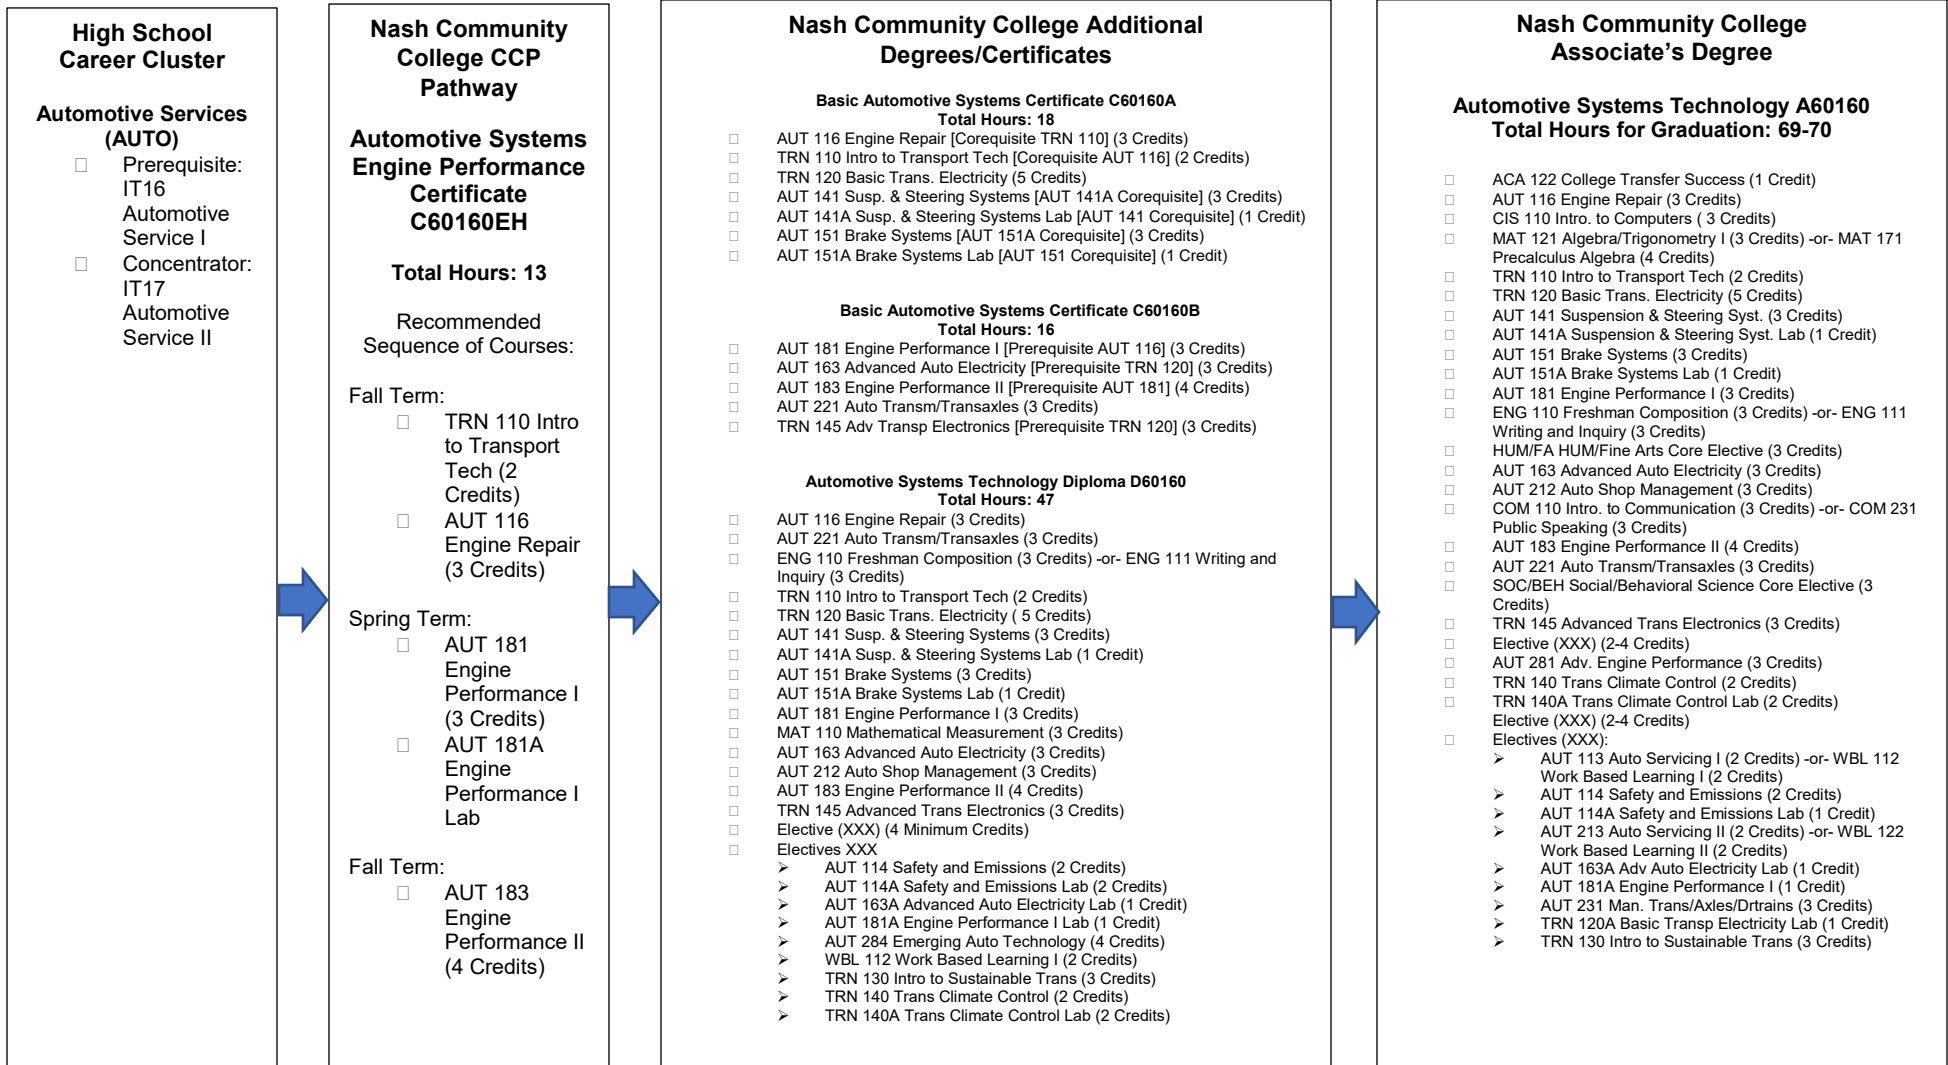 High School
Career Cluster
Automotive Services
(AUTO)
□ Prerequisite:
IT16
Automotive
Service I
□ Concentrator:
IT17
Automotive
Service II
Nash Community
College CCP
Pathway
Automotive Systems
Engine Performance
Certificate
C60160EH
Total Hours: 13
Recommended
Sequence of Courses:
Fall Term:
□ TRN 110 Intro
to Transport
Tech (2
Credits)
□ AUT 116
Engine Repair
(3 Credits)
Spring Term:
□ AUT 181
Engine
Performance I
(3 Credits)
□ AUT 181A
Engine
Performance I
Lab
Fall Term:
□ AUT 183
Engine
Performance II
(4 Credits)
Nash Community College Additional
Degrees/Certificates
Basic Automotive Systems Certificate C60160A
Total Hours: 18
□ AUT 116 Engine Repair [Corequisite TRN 110] (3 Credits)
□ TRN 110 Intro to Transport Tech [Corequisite AUT 116] (2 Credits)
□ TRN 120 Basic Trans. Electricity (5 Credits)
□ AUT 141 Susp. & Steering Systems [AUT 141A Corequisite] (3 Credits)
□ AUT 141A Susp. & Steering Systems Lab [AUT 141 Corequisite] (1 Credit)
□ AUT 151 Brake Systems [AUT 151A Corequisite] (3 Credits)
□ AUT 151A Brake Systems Lab [AUT 151 Corequisite] (1 Credit)
Basic Automotive Systems Certificate C60160B
Total Hours: 16
□ AUT 181 Engine Performance I [Prerequisite AUT 116] (3 Credits)
□ AUT 163 Advanced Auto Electricity [Prerequisite TRN 120] (3 Credits)
□ AUT 183 Engine Performance II [Prerequisite AUT 181] (4 Credits)
□ AUT 221 Auto Transm/Transaxles (3 Credits)
□ TRN 145 Adv Transp Electronics [Prerequisite TRN 120] (3 Credits)
Automotive Systems Technology Diploma D60160
Total Hours: 47
□ AUT 116 Engine Repair (3 Credits)
□ AUT 221 Auto Transm/Transaxles (3 Credits)
□ ENG 110 Freshman Composition (3 Credits) -or- ENG 111 Writing and
Inquiry (3 Credits)
□ TRN 110 Intro to Transport Tech (2 Credits)
□ TRN 120 Basic Trans. Electricity ( 5 Credits)
□ AUT 141 Susp. & Steering Systems (3 Credits)
□ AUT 141A Susp. & Steering Systems Lab (1 Credit)
□ AUT 151 Brake Systems (3 Credits)
□ AUT 151A Brake Systems Lab (1 Credit)
□ AUT 181 Engine Performance I (3 Credits)
□ MAT 110 Mathematical Measurement (3 Credits)
□ AUT 163 Advanced Auto Electricity (3 Credits)
□ AUT 212 Auto Shop Management (3 Credits)
□ AUT 183 Engine Performance II (4 Credits)
□ TRN 145 Advanced Trans Electronics (3 Credits)
□ Elective (XXX) (4 Minimum Credits)
□ Electives XXX
➢ AUT 114 Safety and Emissions (2 Credits)
➢ AUT 114A Safety and Emissions Lab (2 Credits)
➢ AUT 163A Advanced Auto Electricity Lab (1 Credit)
➢ AUT 181A Engine Performance I Lab (1 Credit)
➢ AUT 284 Emerging Auto Technology (4 Credits)
➢ WBL 112 Work Based Learning I (2 Credits)
➢ TRN 130 Intro to Sustainable Trans (3 Credits)
➢ TRN 140 Trans Climate Control (2 Credits)
➢ TRN 140A Trans Climate Control Lab (2 Credits)
Nash Community College
Associate's Degree
Automotive Systems Technology A60160
Total Hours for Graduation: 69-70
□ ACA 122 College Transfer Success (1 Credit)
□ AUT 116 Engine Repair (3 Credits)
□ CIS 110 Intro. to Computers ( 3 Credits)
□ MAT 121 Algebra/Trigonometry I (3 Credits) -or- MAT 171
Precalculus Algebra (4 Credits)
□ TRN 110 Intro to Transport Tech (2 Credits)
□ TRN 120 Basic Trans. Electricity (5 Credits)
□ AUT 141 Suspension & Steering Syst. (3 Credits)
□ AUT 141A Suspension & Steering Syst. Lab (1 Credit)
□ AUT 151 Brake Systems (3 Credits)
□ AUT 151A Brake Systems Lab (1 Credit)
□ AUT 181 Engine Performance I (3 Credits)
□ ENG 110 Freshman Composition (3 Credits) -or- ENG 111
Writing and Inquiry (3 Credits)
□ HUM/FA HUM/Fine Arts Core Elective (3 Credits)
□ AUT 163 Advanced Auto Electricity (3 Credits)
□ AUT 212 Auto Shop Management (3 Credits)
□ COM 110 Intro. to Communication (3 Credits) -or- COM 231
Public Speaking (3 Credits)
□ AUT 183 Engine Performance II (4 Credits)
□ AUT 221 Auto Transm/Transaxles (3 Credits)
□ SOC/BEH Social/Behavioral Science Core Elective (3
Credits)
□ TRN 145 Advanced Trans Electronics (3 Credits)
□ Elective (XXX) (2-4 Credits)
□ AUT 281 Adv. Engine Performance (3 Credits)
□ TRN 140 Trans Climate Control (2 Credits)
□ TRN 140A Trans Climate Control Lab (2 Credits)
Elective (XXX) (2-4 Credits)
□ Electives (XXX):
➢ AUT 113 Auto Servicing I (2 Credits) -or- WBL 112
Work Based Learning I (2 Credits)
➢ AUT 114 Safety and Emissions (2 Credits)
➢ AUT 114A Safety and Emissions Lab (1 Credit)
➢ AUT 213 Auto Servicing II (2 Credits) -or- WBL 122
Work Based Learning II (2 Credits)
➢ AUT 163A Adv Auto Electricity Lab (1 Credit)
➢ AUT 181A Engine Performance I (1 Credit)
➢ AUT 231 Man. Trans/Axles/Drtrains (3 Credits)
➢ TRN 120A Basic Transp Electricity Lab (1 Credit)
➢ TRN 130 Intro to Sustainable Trans (3 Credits)